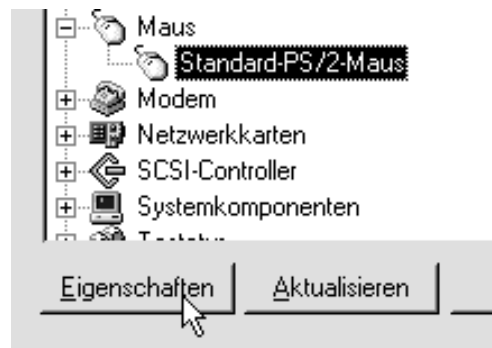 Maus
Standard-PS/2-Maus
Modem
Netzwerkkarten
SCSI-Controller
Systemkomponenten
Eigenschaften Aktualisieren